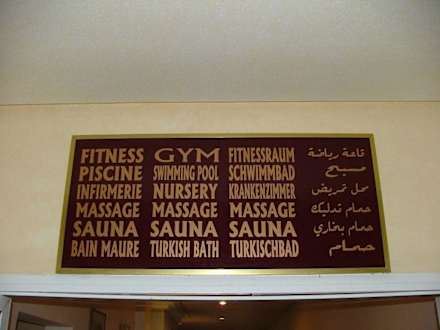 FITNESS GYM FITNESSRAUM قاعة رياضة
PISCINE SWIMMING POOL SCHWIMMBAD مسبح
INFIRMERIE NURSERY KRANKENZIMMER محل تمريض
MASSAGE MASSAGE MASSAGE حمام تدليك
SAUNA SAUNA SAUNA حمام بخاري
BAIN MAURE TURKISH BATH TURKISCHBAD حمام